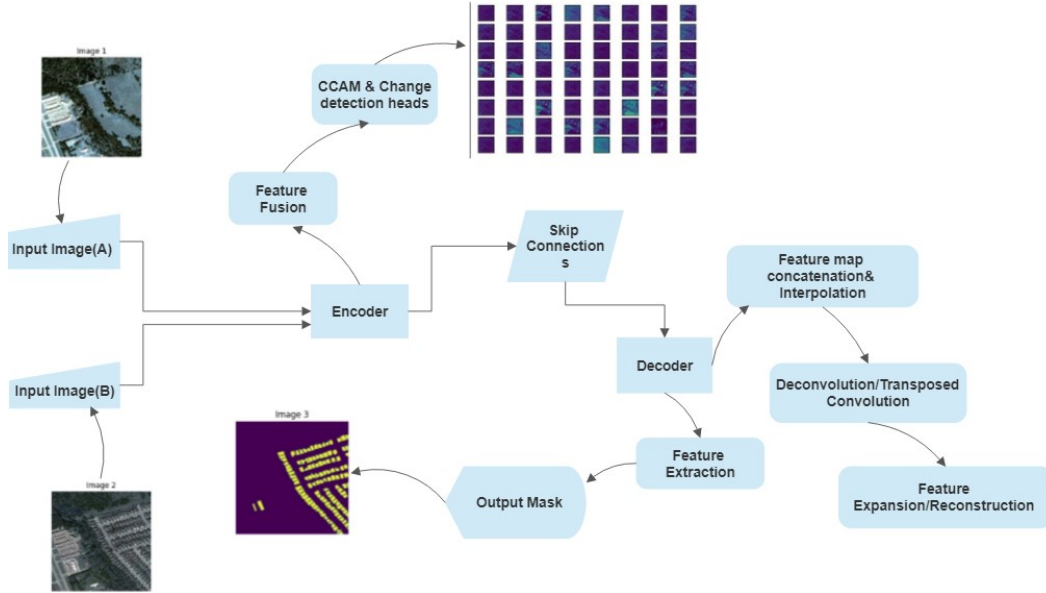 Image 1
CCAM & Change
detection heads
Feature
Fusion
Input Image(A)
Skip
Connection
s
Feature map
concatenation&
Interpolation
Encoder
Decoder
Input Image(B)
Deconvolution/Transposed
Convolution
Image 3
Feature
Extraction
Output Mask
Feature
Expansion/Reconstruction
Image 2